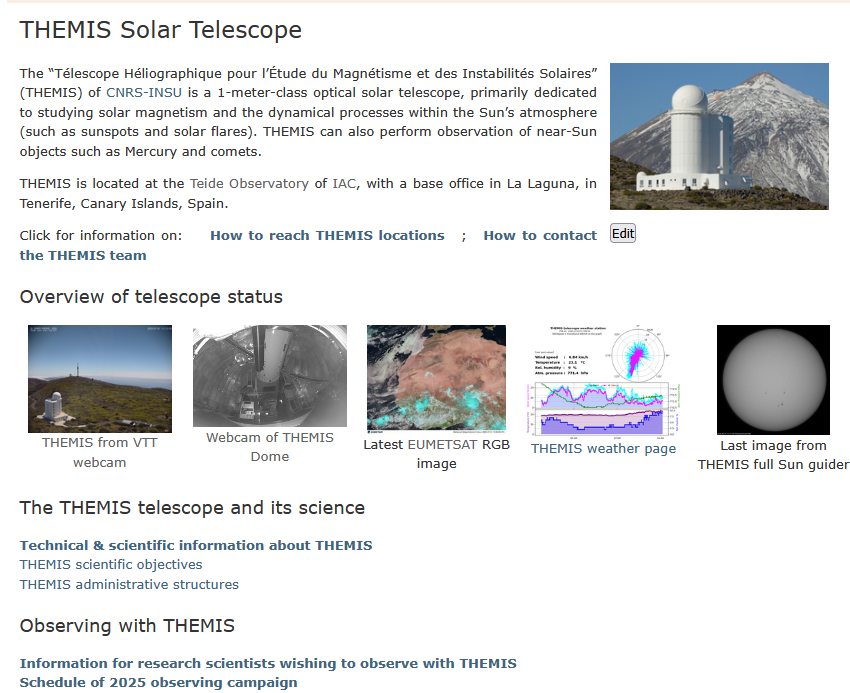 THEMIS Solar Telescope
The “Télescope Héliographique pour l’Étude du Magnétisme et des Instabilités Solaires”
(THEMIS) of CNRS-INSU is a 1-meter-class optical solar telescope, primarily dedicated
to studying solar magnetism and the dynamical processes within the Sun’s atmosphere
(such as sunspots and solar flares). THEMIS can also perform observation of near-Sun
objects such as Mercury and comets.
THEMIS is located at the Teide Observatory of IAC, with a base office in La Laguna, in
Tenerife, Canary Islands, Spain.
Click for information on: How to reach THEMIS locations ; How to contact
the THEMIS team
Edit
Overview of telescope status
THEMIS telescope weather station
Wind speed : 6.84 km/h
Temperature : 23.1 °C
Rel. humidity : 9 %
Atm. pressure : 771.4 hPa
THEMIS from VTT
webcam
Webcam of THEMIS
Dome
Latest EUMETSAT RGB
image
THEMIS weather page
Last image from
THEMIS full Sun guider
The THEMIS telescope and its science
Technical & scientific information about THEMIS
THEMIS scientific objectives
THEMIS administrative structures
Observing with THEMIS
Information for research scientists wishing to observe with THEMIS
Schedule of 2025 observing campaign